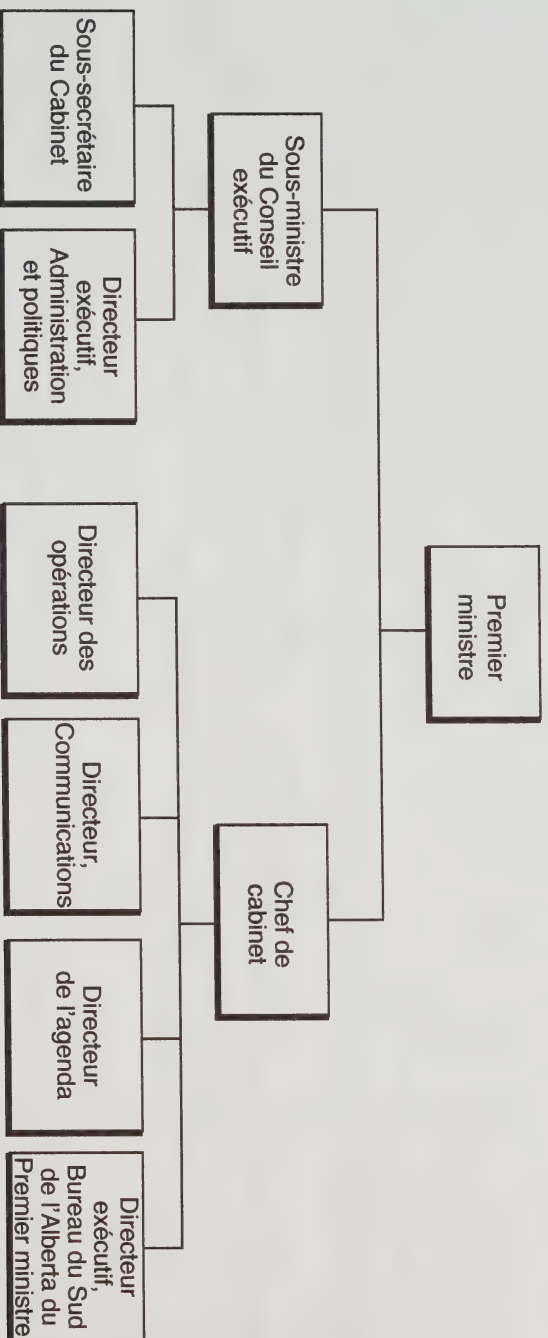 Premier
ministre
Sous-ministre
du Conseil
exécutif
Chef de
cabinet
Sous-secrétaire
du Cabinet
Directeur
exécutif,
Administration
et politiques
Directeur des
opérations
Directeur,
Communications
Directeur
de l'agenda
Directeur
exécutif,
Bureau du Sud
de l'Alberta du
Premier ministre